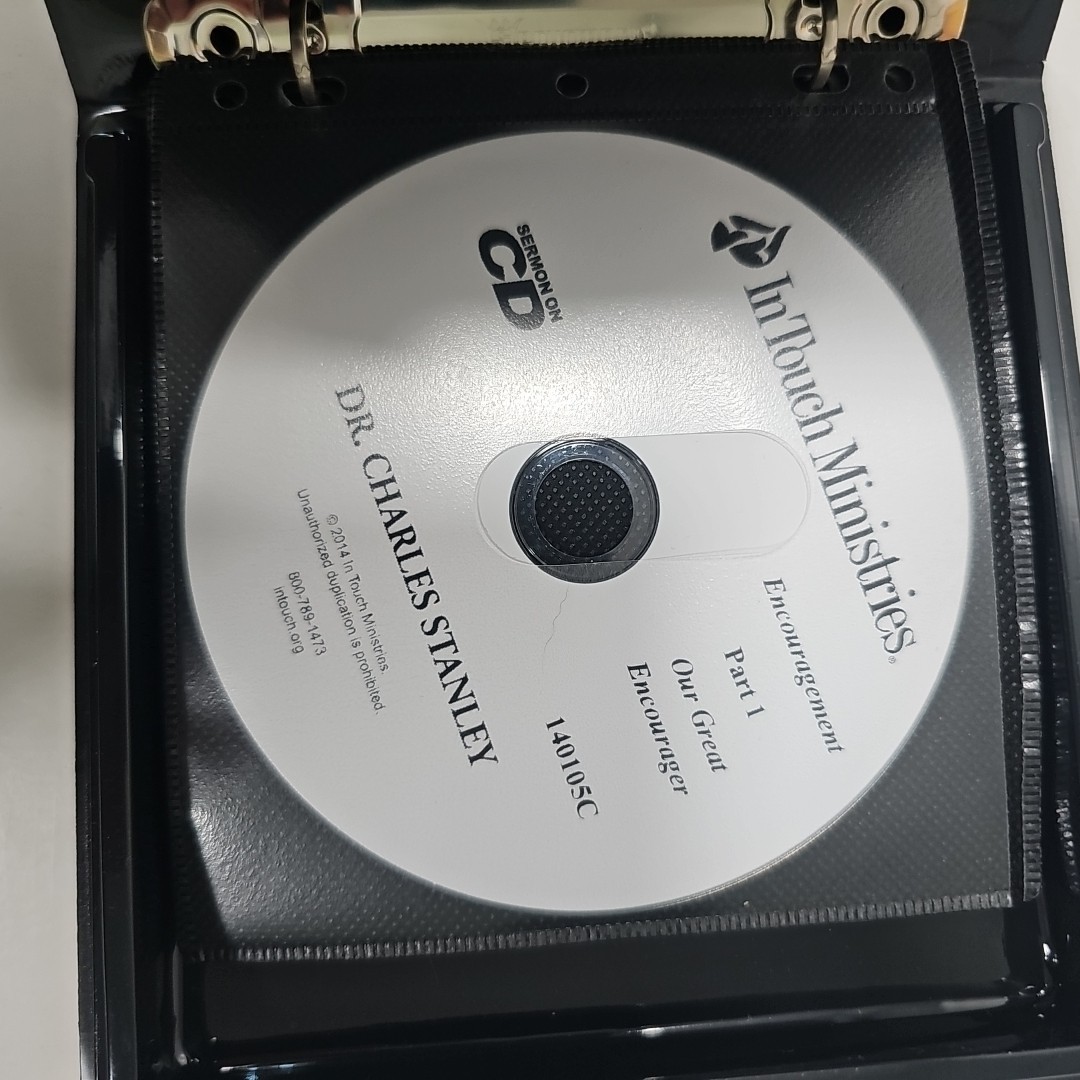 In Touch Ministries®
SERMON ON
CD
Encouragement
Part 1
Our Great
Encourager
140105C
DR. CHARLES STANLEY
© 2014 In Touch Ministries.
Unauthorized duplication is prohibited.
800-789-1473
intouch.org